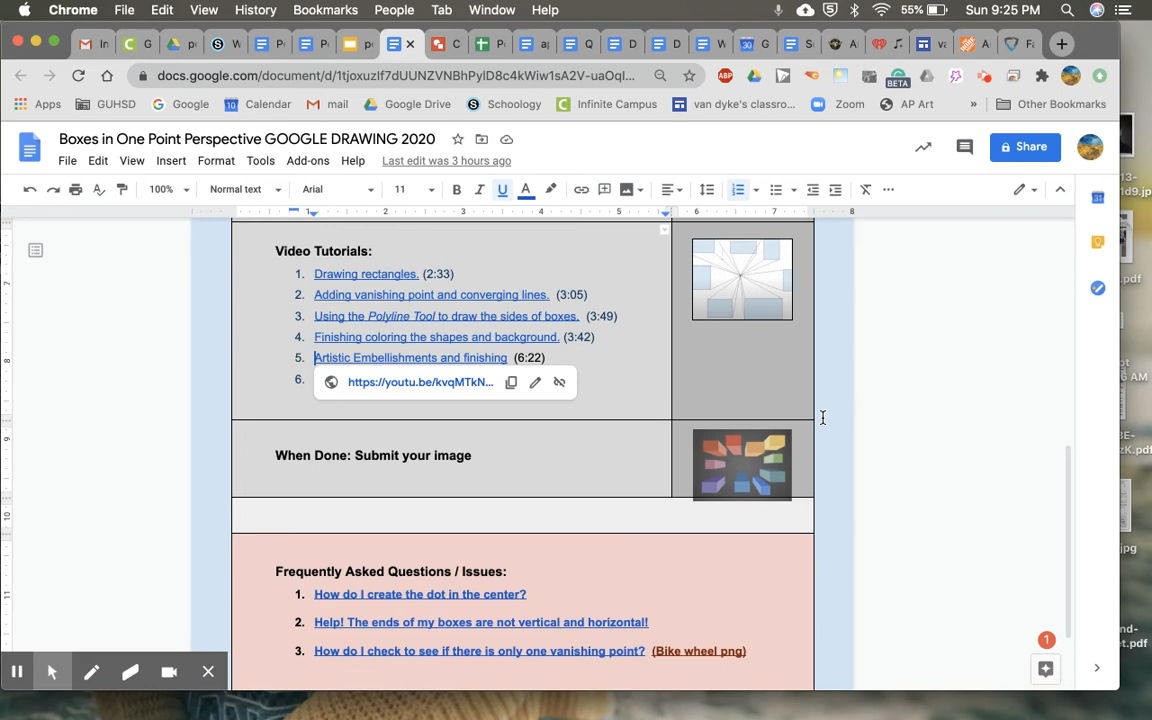 Chrome File Edit View History Bookmarks People Tab Window Help 55% Sun 9:25 PM
docs.google.com/document/d/1tjoxuzlf7dUUNZVNBhPylD8c4kWiw1sA2V-uaOql...
BETA
Apps GUHSD Google Calendar mail Google Drive Schoology Infinite Campus van dyke's classro... Zoom AP Art » Other Bookmarks
Boxes in One Point Perspective GOOGLE DRAWING 2020
Share
File Edit View Insert Format Tools Add-ons Help Last edit was 3 hours ago
100% Normal text Arial 11
Video Tutorials:
1. Drawing rectangles. (2:33)
2. Adding vanishing point and converging lines. (3:05)
3. Using the Polyline Tool to draw the sides of boxes. (3:49)
4. Finishing coloring the shapes and background. (3:42)
5. Artistic Embellishments and finishing (6:22)
6.
https://youtu.be/kvqMTkN...
When Done: Submit your image
Frequently Asked Questions / Issues:
1. How do I create the dot in the center?
2. Help! The ends of my boxes are not vertical and horizontal!
3. How do I check to see if there is only one vanishing point? (Bike wheel png)
1